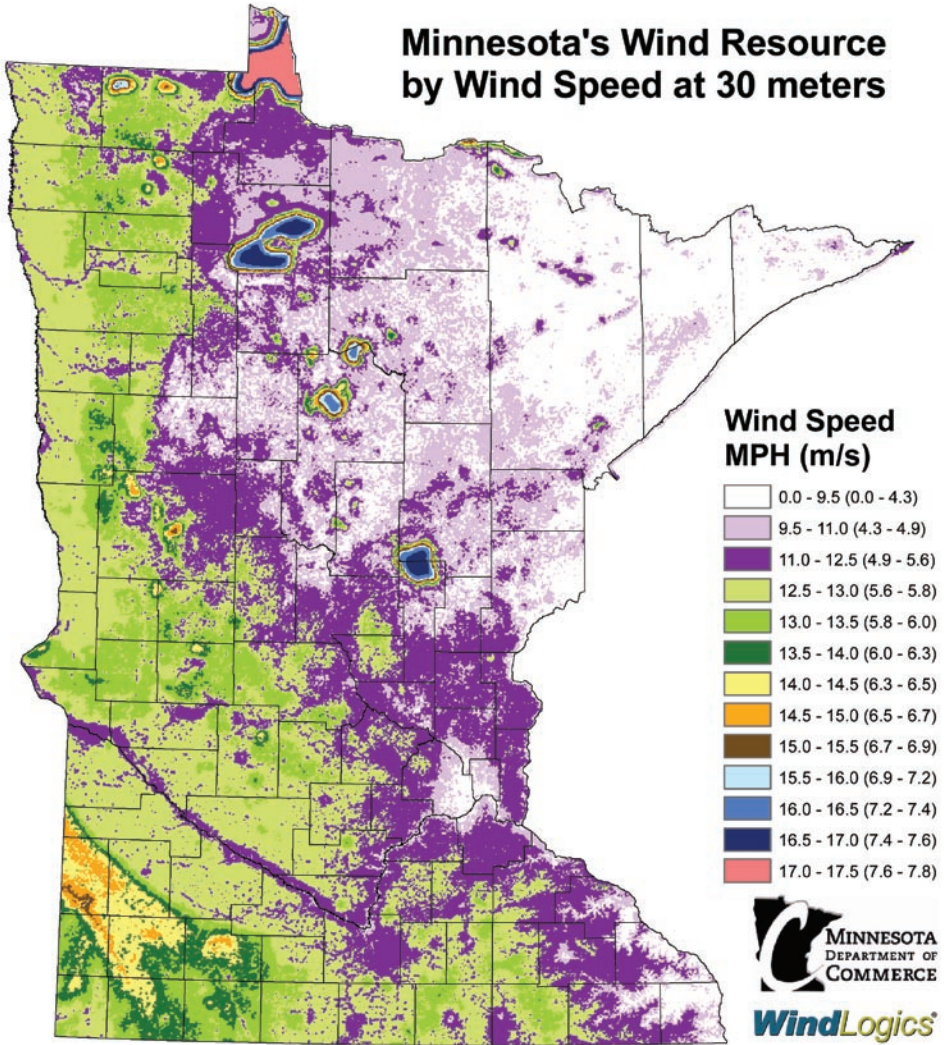 Minnesota's Wind Resource
by Wind Speed at 30 meters
Wind Speed
MPH (m/s)
0.0 - 9.5 (0.0 - 4.3)
9.5 - 11.0 (4.3 - 4.9)
11.0 - 12.5 (4.9 - 5.6)
12.5 - 13.0 (5.6 - 5.8)
13.0 - 13.5 (5.8 - 6.0)
13.5 - 14.0 (6.0 - 6.3)
14.0 - 14.5 (6.3 - 6.5)
14.5 - 15.0 (6.5 - 6.7)
15.0 - 15.5 (6.7 - 6.9)
15.5 - 16.0 (6.9 - 7.2)
16.0 - 16.5 (7.2 - 7.4)
16.5 - 17.0 (7.4 - 7.6)
17.0 - 17.5 (7.6 - 7.8)
MINNESOTA
DEPARTMENT OF
COMMERCE
WindLogics